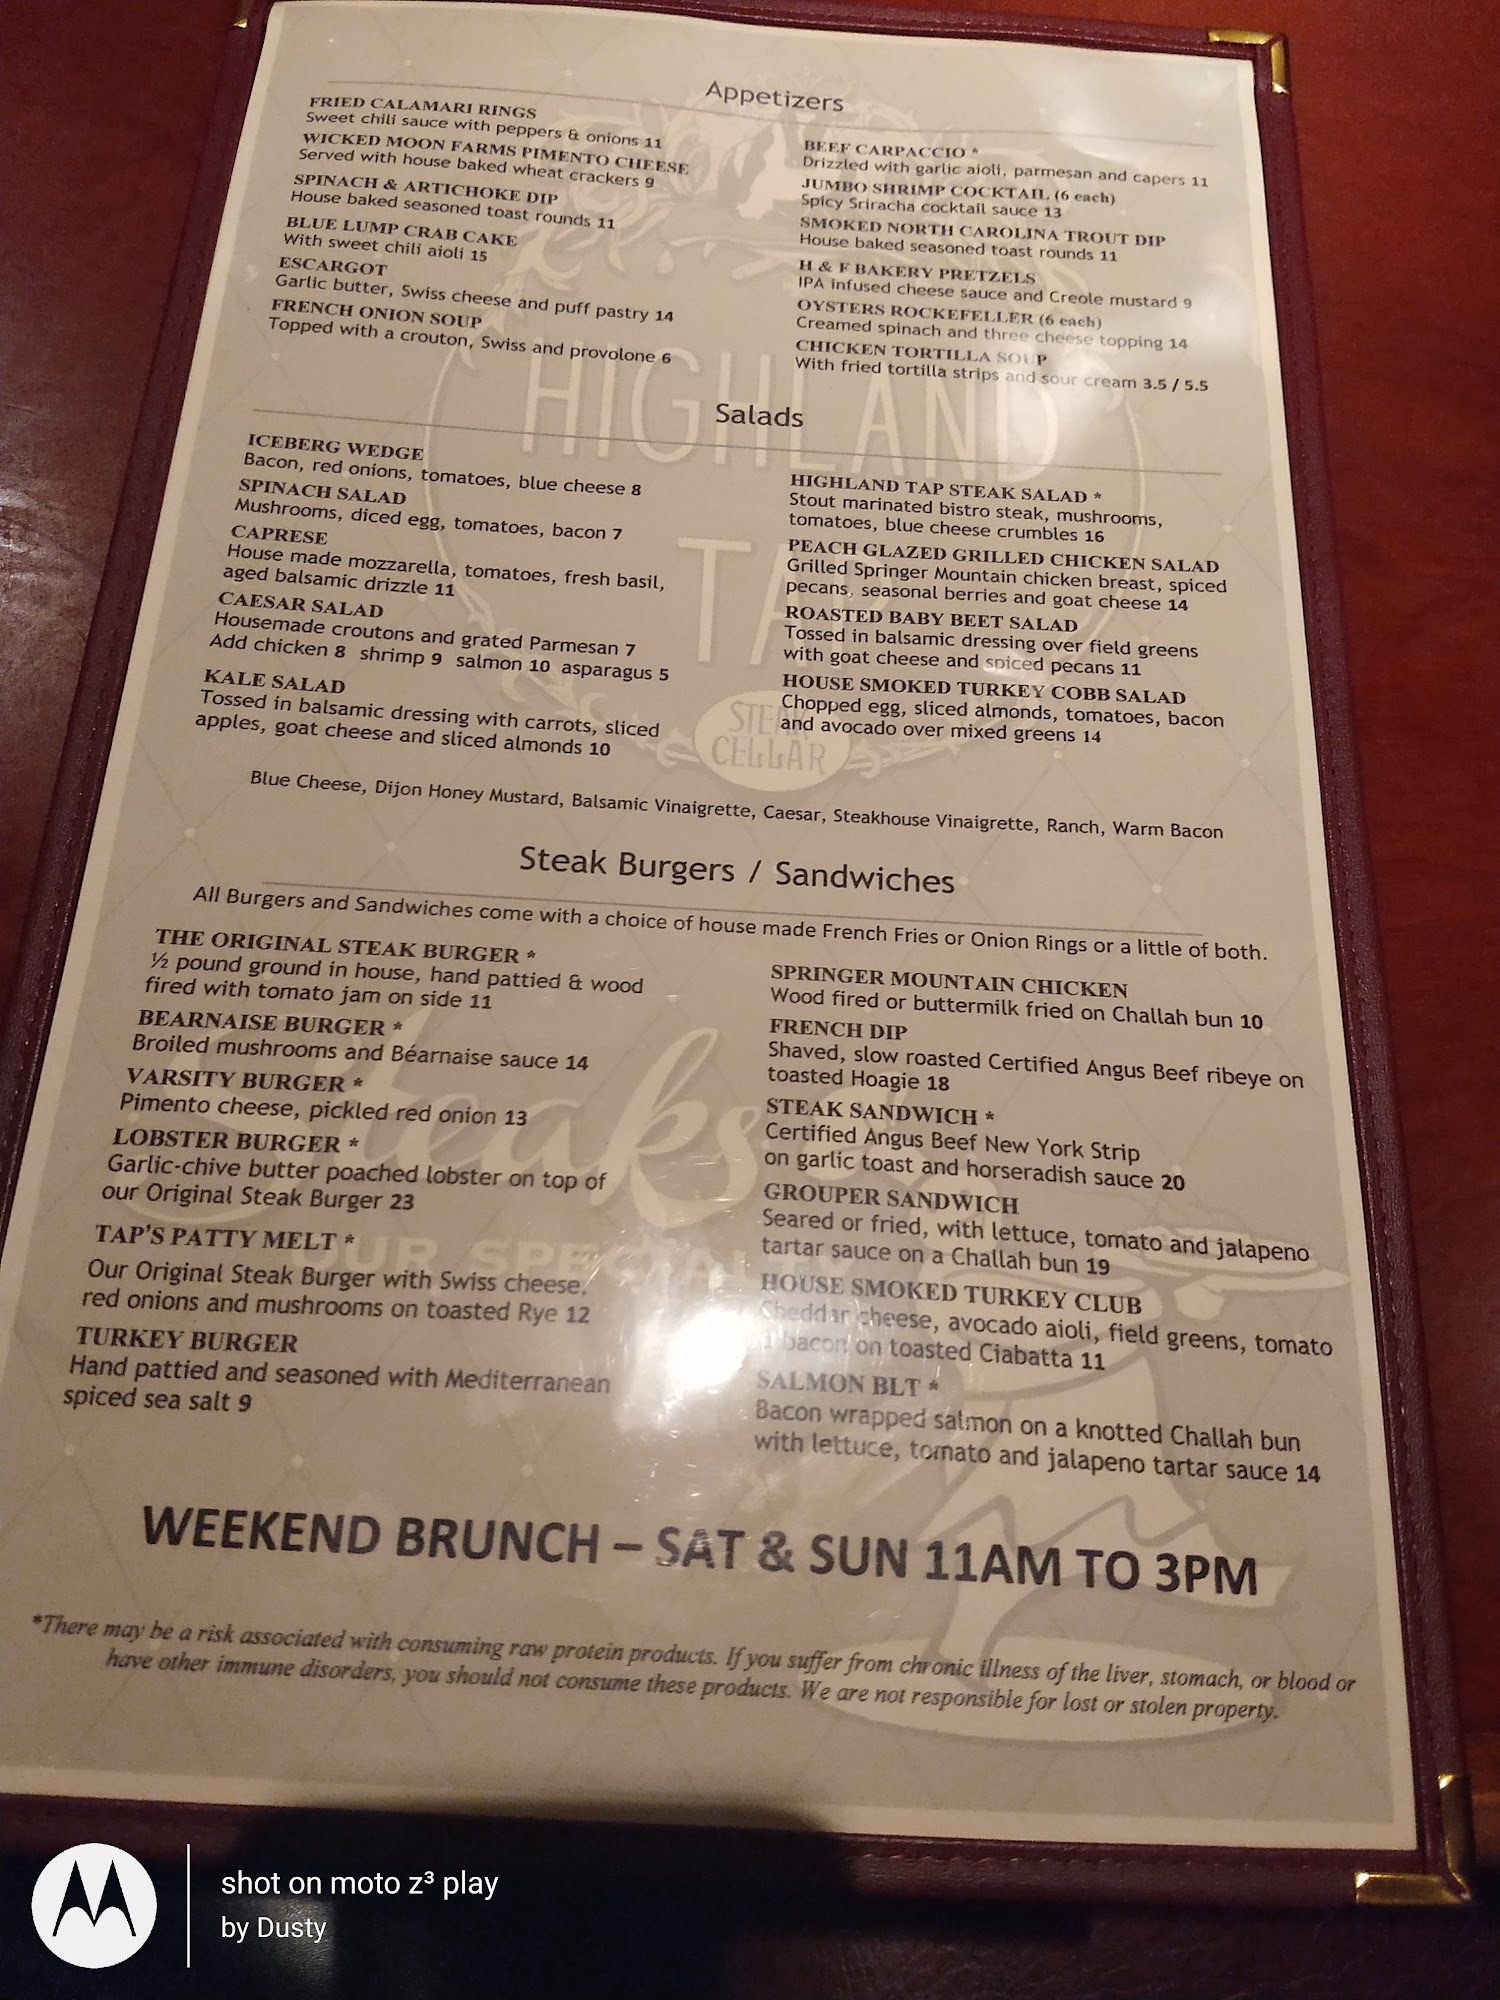 Appetizers
FRIED CALAMARI RINGS
Sweet chili sauce with peppers & onions 11
WICKED MOON FARMS PIMENTO CHEESE
Served with house baked wheat crackers 9
SPINACH & ARTICHOKE DIP
House baked seasoned toast rounds 11
BLUE LUMP CRAB CAKE
With sweet chili aioli 15
ESCARGOT
Garlic butter, Swiss cheese and puff pastry 14
FRENCH ONION SOUP
Topped with a crouton, Swiss and provolone 6
BEEF CARPACCIO *
Drizzled with garlic aioli, parmesan and capers 11
JUMBO SHRIMP COCKTAIL (6 each)
Spicy Sriracha cocktail sauce 13
SMOKED NORTH CAROLINA TROUT DIP
House baked seasoned toast rounds 11
H & F BAKERY PRETZELS
IPA infused cheese sauce and Creole mustard 9
OYSTERS ROCKEFELLER (6 each)
Creamed spinach and three cheese topping 14
CHICKEN TORTILLA SOUP
With fried tortilla strips and sour cream 3.5 / 5.5
HIGHLAND
TAP
STEAK
CELLAR
Salads
ICEBERG WEDGE
Bacon, red onions, tomatoes, blue cheese 8
SPINACH SALAD
Mushrooms, diced egg, tomatoes, bacon 7
CAPRESE
House made mozzarella, tomatoes, fresh basil,
aged balsamic drizzle 11
CAESAR SALAD
Housemade croutons and grated Parmesan 7
Add chicken 8 shrimp 9 salmon 10 asparagus 5
KALE SALAD
Tossed in balsamic dressing with carrots, sliced
apples, goat cheese and sliced almonds 10
HIGHLAND TAP STEAK SALAD *
Stout marinated bistro steak, mushrooms,
tomatoes, blue cheese crumbles 16
PEACH GLAZED GRILLED CHICKEN SALAD
Grilled Springer Mountain chicken breast, spiced
pecans, seasonal berries and goat cheese 14
ROASTED BABY BEET SALAD
Tossed in balsamic dressing over field greens
with goat cheese and spiced pecans 11
HOUSE SMOKED TURKEY COBB SALAD
Chopped egg, sliced almonds, tomatoes, bacon
and avocado over mixed greens 14
Blue Cheese, Dijon Honey Mustard, Balsamic Vinaigrette, Caesar, Steakhouse Vinaigrette, Ranch, Warm Bacon
Steak Burgers / Sandwiches
All Burgers and Sandwiches come with a choice of house made French Fries or Onion Rings or a little of both.
THE ORIGINAL STEAK BURGER *
½ pound ground in house, hand pattied & wood
fired with tomato jam on side 11
BEARNAISE BURGER *
Broiled mushrooms and Béarnaise sauce 14
VARSITY BURGER *
Pimento cheese, pickled red onion 13
LOBSTER BURGER *
Garlic-chive butter poached lobster on top of
our Original Steak Burger 23
TAP'S PATTY MELT *
Our Original Steak Burger with Swiss cheese,
red onions and mushrooms on toasted Rye 12
TURKEY BURGER
Hand pattied and seasoned with Mediterranean
spiced sea salt 9
SPRINGER MOUNTAIN CHICKEN
Wood fired or buttermilk fried on Challah bun 10
FRENCH DIP
Shaved, slow roasted Certified Angus Beef ribeye on
toasted Hoagie 18
STEAK SANDWICH *
Certified Angus Beef New York Strip
on garlic toast and horseradish sauce 20
GROUPER SANDWICH
Seared or fried, with lettuce, tomato and jalapeno
tartar sauce on a Challah bun 19
HOUSE SMOKED TURKEY CLUB
Cheddar cheese, avocado aioli, field greens, tomato
bacon on toasted Ciabatta 11
SALMON BLT *
Bacon wrapped salmon on a knotted Challah bun
with lettuce, tomato and jalapeno tartar sauce 14
Steaks
WEEKEND BRUNCH – SAT & SUN 11AM TO 3PM
*There may be a risk associated with consuming raw protein products. If you suffer from chronic illness of the liver, stomach, or blood or
have other immune disorders, you should not consume these products. We are not responsible for lost or stolen property.
shot on moto z³ play
by Dusty